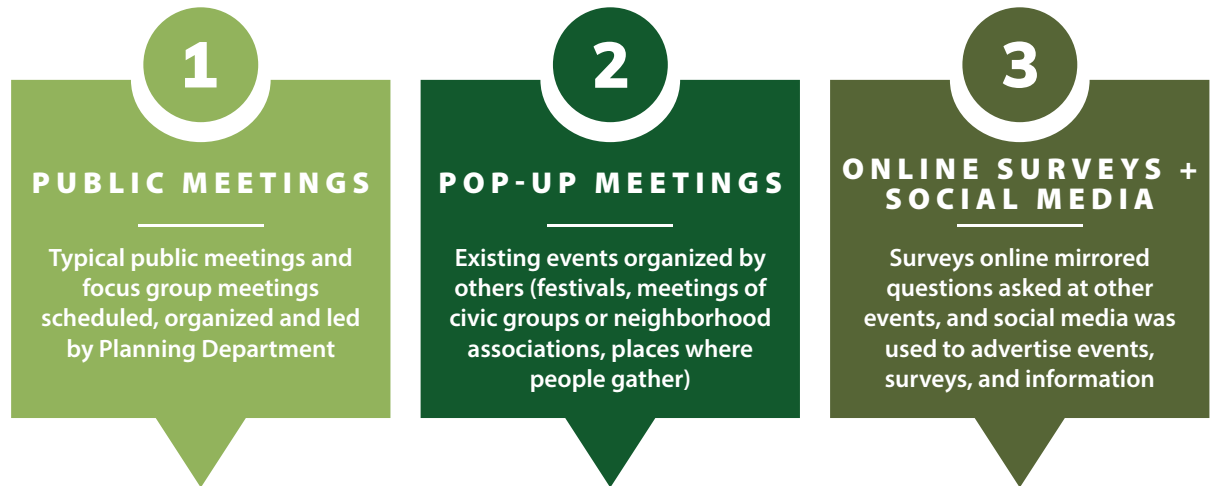 1
PUBLIC MEETINGS
Typical public meetings and
focus group meetings
scheduled, organized and led
by Planning Department
2
POP-UP MEETINGS
Existing events organized by
others (festivals, meetings of
civic groups or neighborhood
associations, places where
people gather)
3
ONLINE SURVEYS +
SOCIAL MEDIA
Surveys online mirrored
questions asked at other
events, and social media was
used to advertise events,
surveys, and information